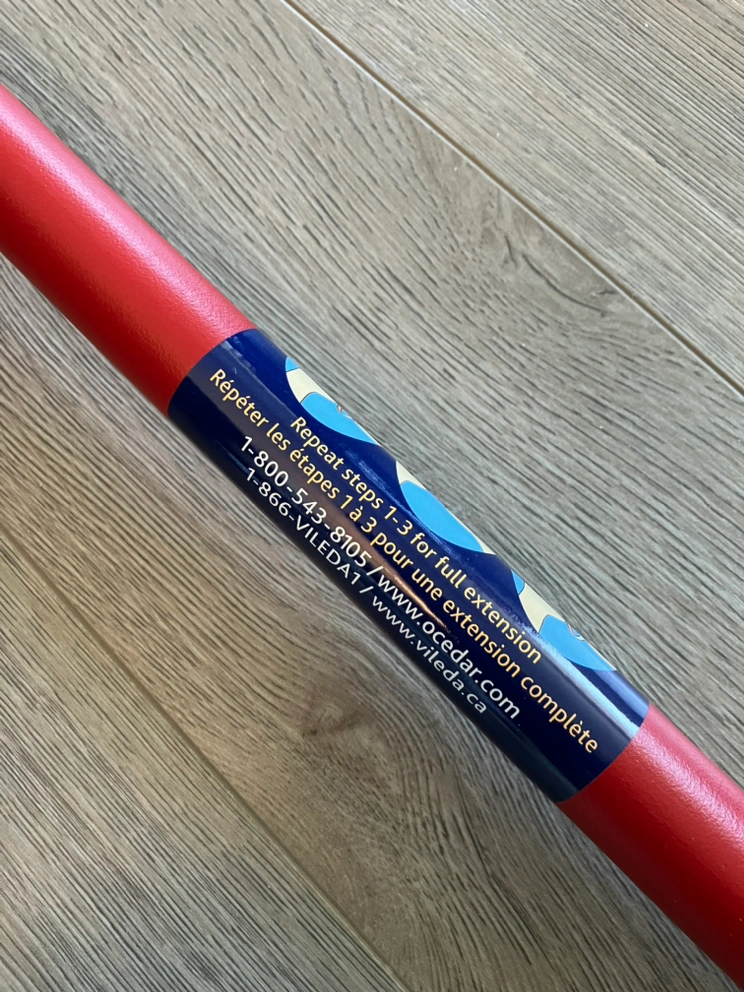 Repeat steps 1-3 for full extension
Répéter les étapes 1 à 3 pour une extension complète
1-800-543-8105 / www.ocedar.com
1-866-VILEDA1 / www.vileda.ca